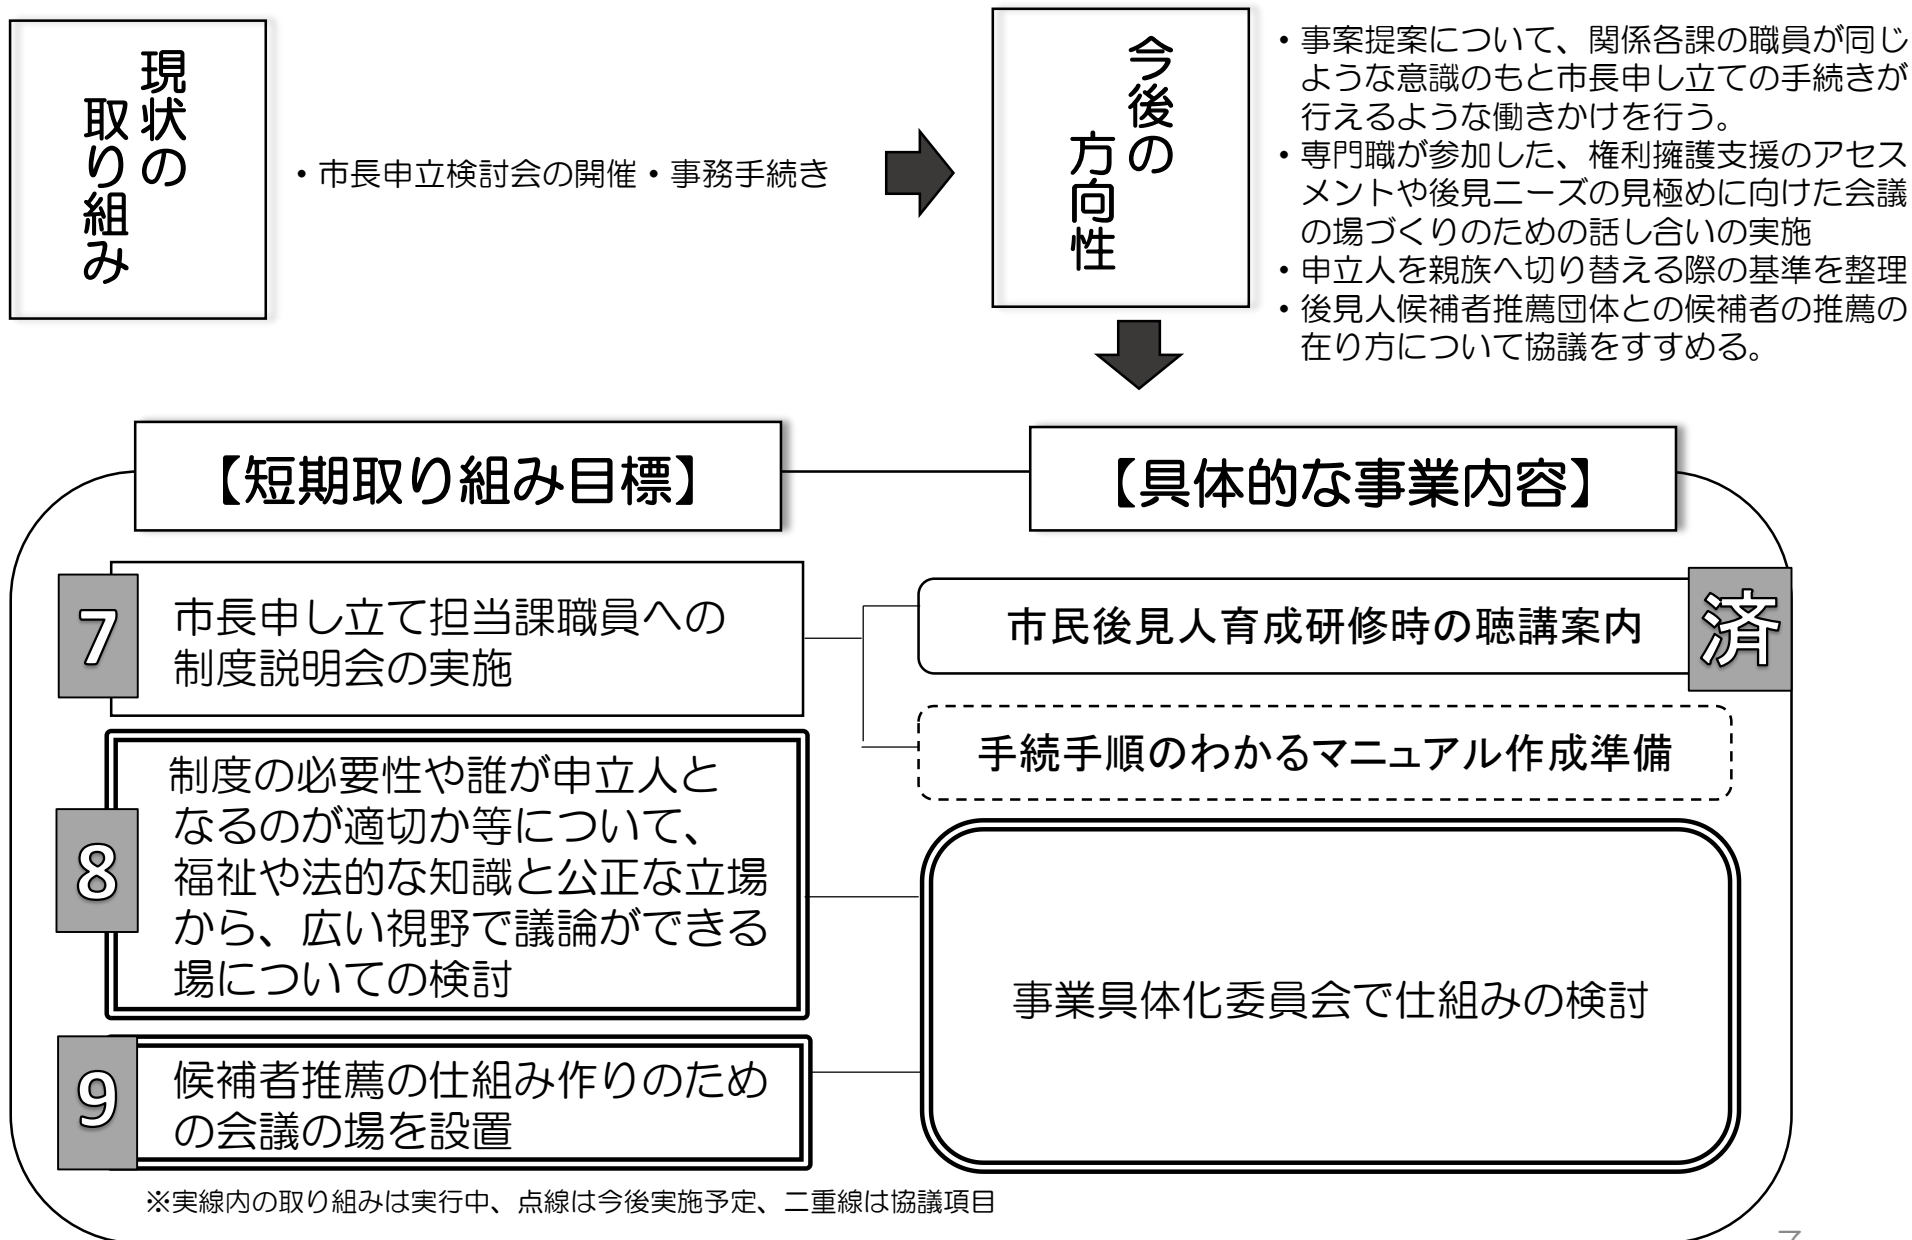 現状の
取り組み
・市長申立検討会の開催・事務手続き
今後の
方向性
・事案提案について、関係各課の職員が同じ
ような意識のもと市長申し立ての手続きが
行えるような働きかけを行う。
・専門職が参加した、権利擁護支援のアセス
メントや後見ニーズの見極めに向けた会議
の場づくりのための話し合いの実施
・申立人を親族へ切り替える際の基準を整理
・後見人候補者推薦団体との候補者の推薦の
在り方について協議をすすめる。
【短期取り組み目標】
【具体的な事業内容】
7
市長申し立て担当課職員への
制度説明会の実施
市民後見人育成研修時の聴講案内
済
手続手順のわかるマニュアル作成準備
8
制度の必要性や誰が申立人と
なるのが適切か等について、
福祉や法的な知識と公正な立場
から、広い視野で議論ができる
場についての検討
事業具体化委員会で仕組みの検討
9
候補者推薦の仕組み作りのため
の会議の場を設置
※実線内の取り組みは実行中、点線は今後実施予定、二重線は協議項目